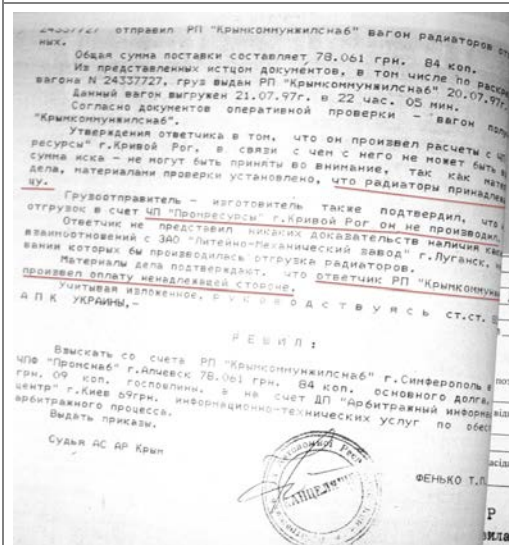 24337727 отправил РП "Крымкоммунжилснаб" вагон радиаторов
ных.
Общая сумма поставки составляет 78.061 грн. 84 коп.
Из представленных истцом документов, в том числе по
вагона N 24337727, груз выдан РП "Крымкоммунжилснаб" 20.07.97г.
Данный вагон выгружен 21.07.97г. в 22 час. 05 мин.
Согласно документов оперативной проверки - вагон
"Крымкоммунжилснаб".
Утверждения ответчика в том, что он произвел расчеты с
ресурсы" г.Кривой Рог, в связи с чем с него не может быть
сумма иска - не могут быть приняты во внимание, так как
дела, материалами проверки установлено, что радиаторы
цу.
Грузоотправитель - изготовитель также подтвердил, что
отгрузок в счет ЧП "Промресурсы" г.Кривой Рог он не производил.
Ответчик не представил никаких доказательств наличия
взаимоотношений с ЗАО "Литейно-Механический завод" г.Луганск,
вании которых бы производилась отгрузка радиаторов.
Материалы дела подтверждают, что ответчик РП
произвел оплату ненадлежащей стороне.
Учитывая изложенное, р у к о в о д с т в у я с ь ст.ст.
А П К УКРАИНЫ,-
Р Е Ш И Л :
Взыскать со счета РП "Крымкоммунжилснаб" г.Симферополь в
ЧПФ "Промснаб" г.Алчевск 78.061 грн. 84 коп. основного долга,
грн. 09 коп. госпошлины, а на счет ДП "Арбитражный
центр" г.Киев 69грн. информационно-технических услуг по
арбитражного процесса.
Выдать приказы.
Судья АС АР Крым
ФЕНЬКО Т.П.
КАНЦЕЛЯРИЯ